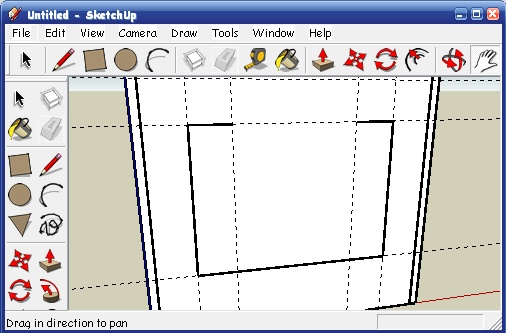 Untitled - SketchUp
File Edit View Camera Draw Tools Window Help
Drag in direction to pan